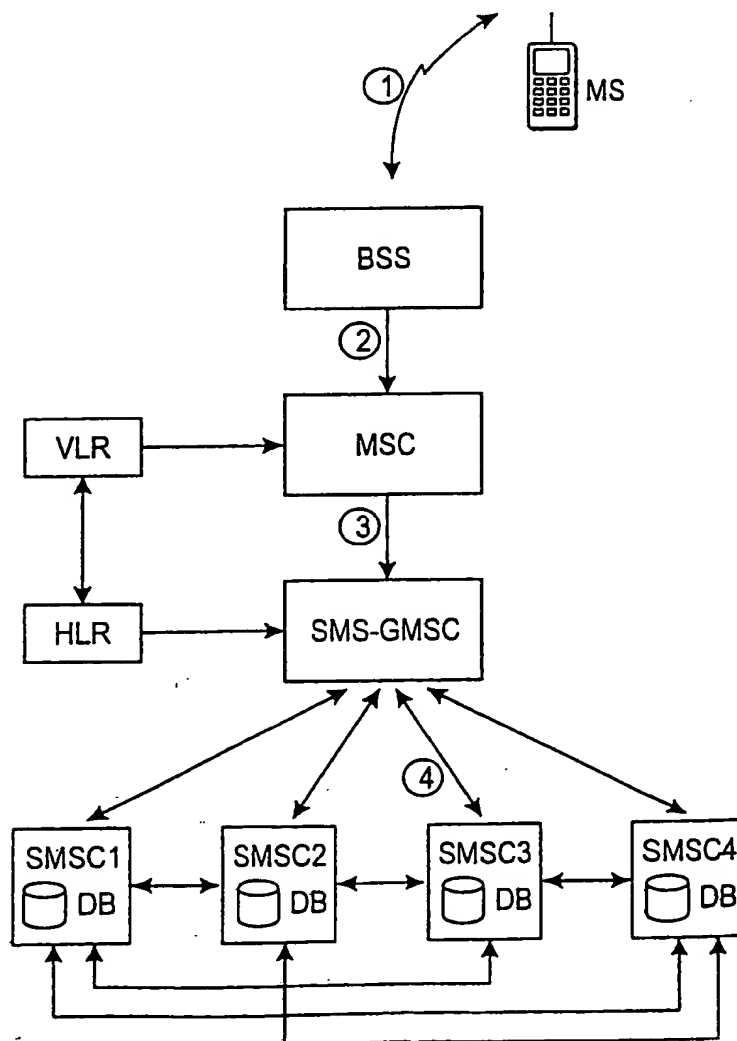 1
MS
BSS
2
VLR
MSC
3
HLR
SMS-GMSC
4
SMSC1
DB
SMSC2
DB
SMSC3
DB
SMSC4
DB